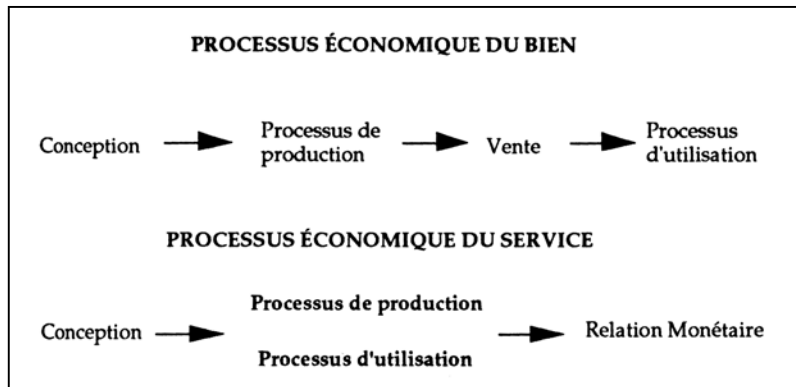 PROCESSUS ÉCONOMIQUE DU BIEN
Conception
Processus de
production
Vente
Processus
d'utilisation
PROCESSUS ÉCONOMIQUE DU SERVICE
Conception
Processus de production
Processus d'utilisation
Relation Monétaire